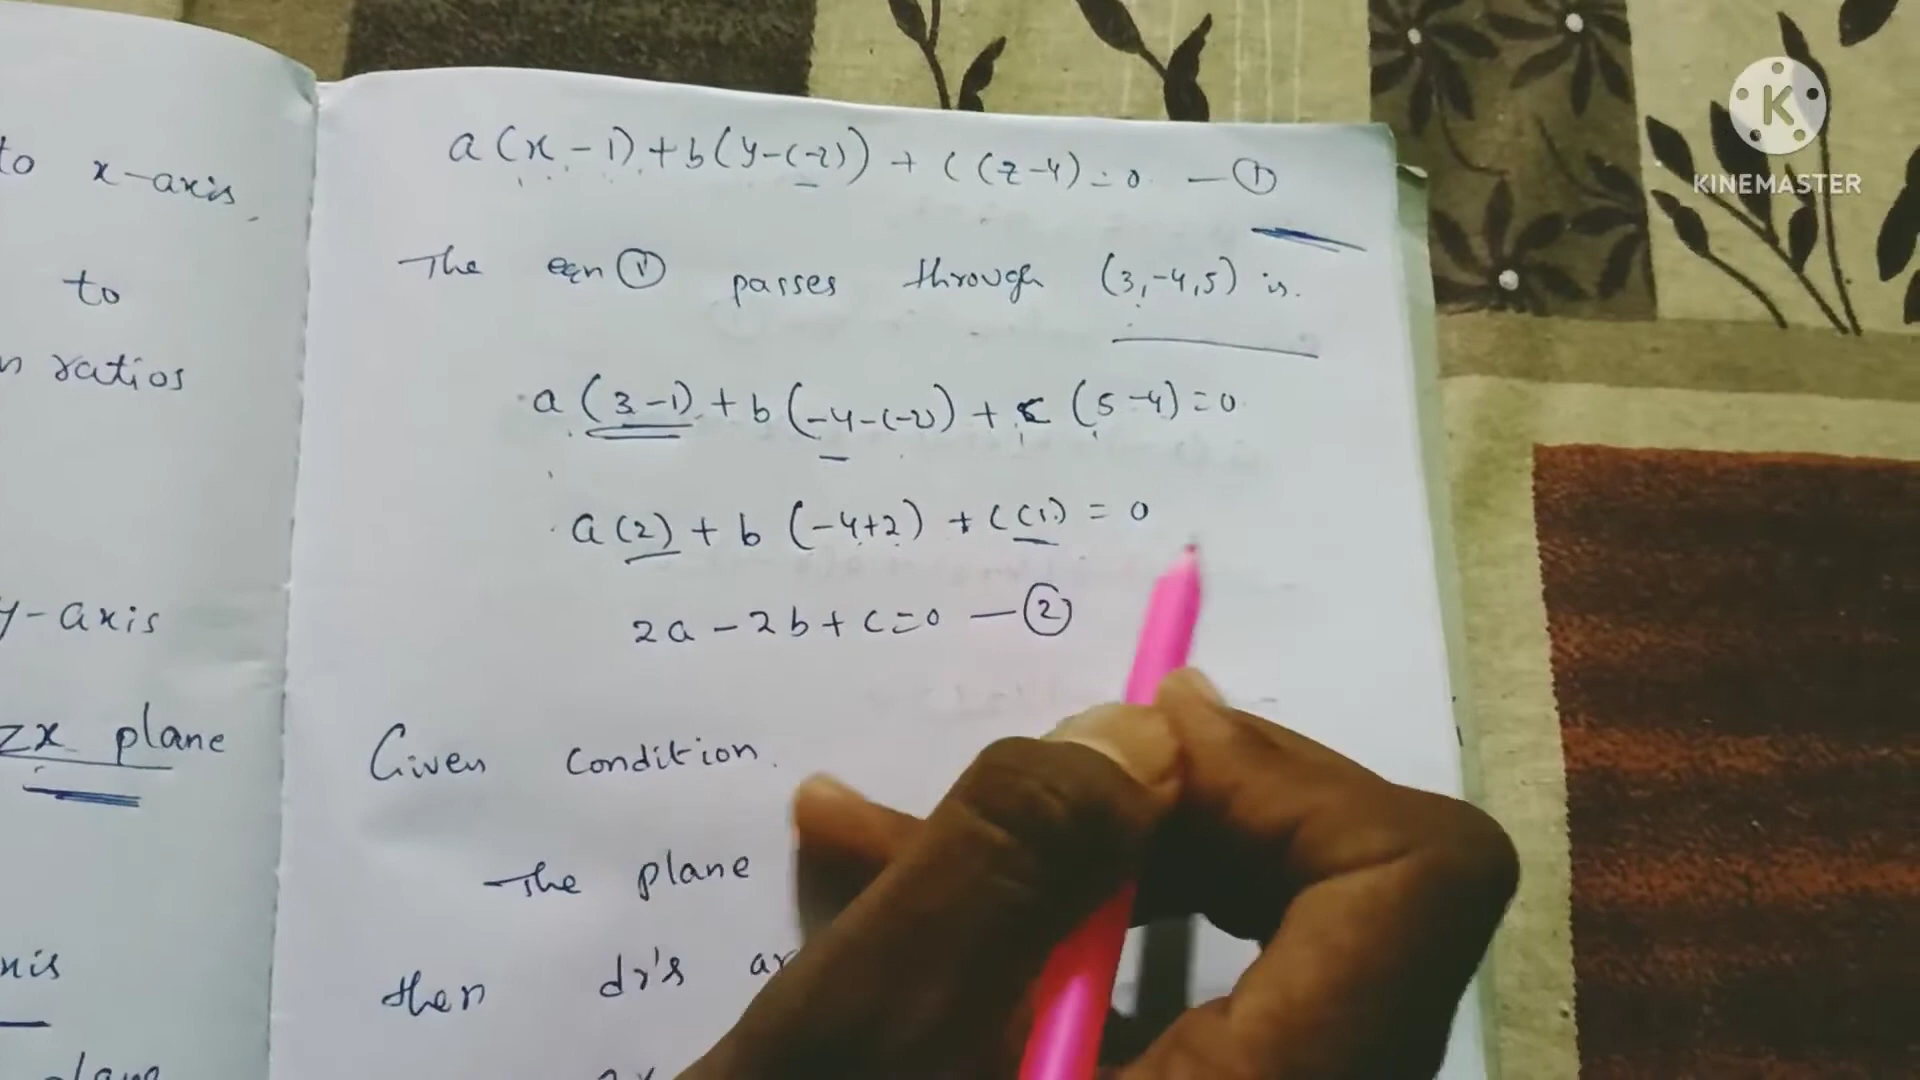 to x-axis.
to
ratios
y-axis
zx plane
plane
a(x-1)+b(y-(-2))+c(z-4)=0 —①
The eqn ① passes through (3,-4,5) is.
a(3-1)+b(-4-(-2))+c(5-4)=0
a(2)+b(-4+2)+c(1)=0
2a-2b+c=0 —②
Given condition.
The plane
then dr's
KINEMASTER